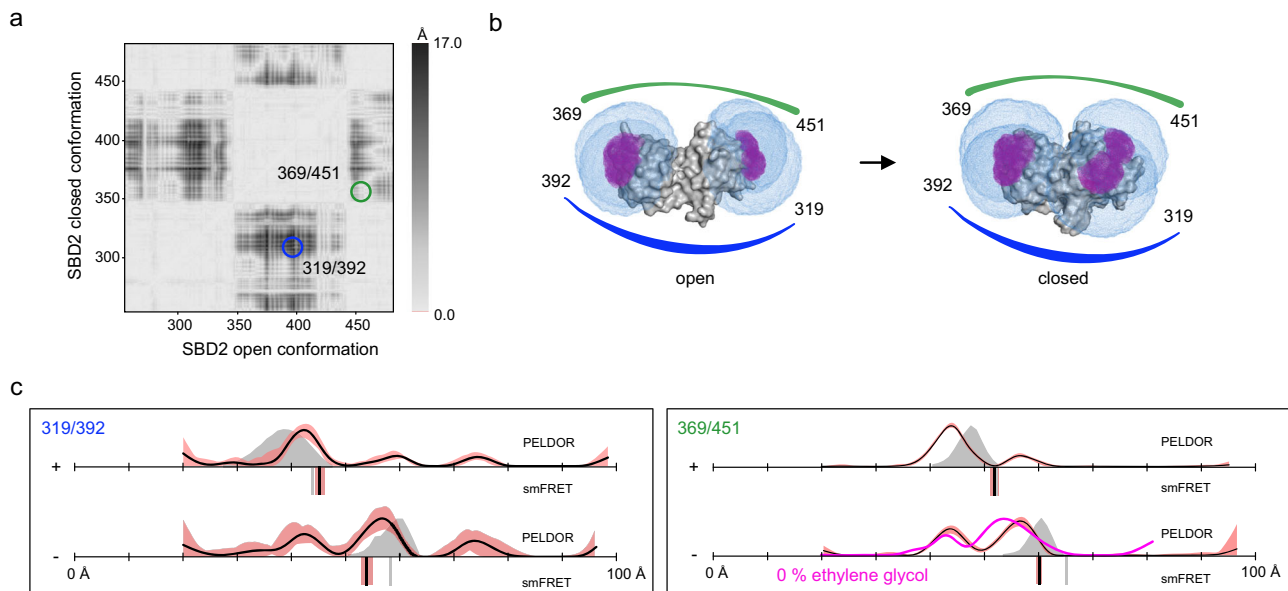 a
Å
17.0
0.0
SBD2 closed conformation
450
400
350
300
369/451
319/392
300 350 400 450
SBD2 open conformation
b
369
451
392
319
open
369
451
392
319
closed
c
319/392
PELDOR
+
smFRET
PELDOR
-
0 Å
smFRET
100 Å
369/451
PELDOR
+
smFRET
PELDOR
-
0 % ethylene glycol
0 Å
smFRET
100 Å